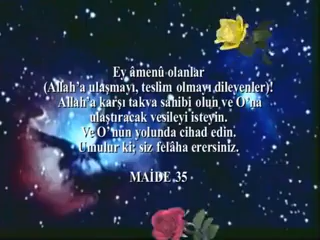 Ey âmenû olanlar
(Allah'a ulaşmayı, teslim olmayı dileyenler)!
Allah'a karşı takva sahibi olun ve O'na
ulaştıracak vesileyi isteyin.
Ve O'nun yolunda cihad edin.
Umulur ki; siz felâha erersiniz.
MAİDE 35